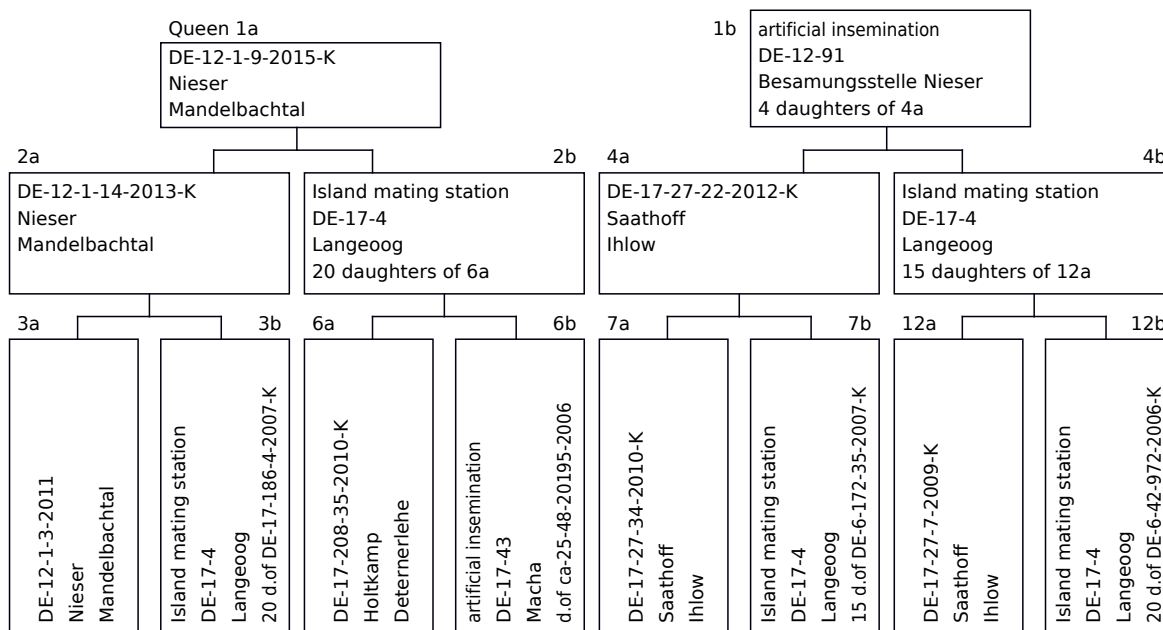 Queen 1a
DE-12-1-9-2015-K
Nieser
Mandelbachtal
1b
artificial insemination
DE-12-91
Besamungsstelle Nieser
4 daughters of 4a
2a
DE-12-1-14-2013-K
Nieser
Mandelbachtal
2b
Island mating station
DE-17-4
Langeoog
20 daughters of 6a
4a
DE-17-27-22-2012-K
Saathoff
Ihlow
4b
Island mating station
DE-17-4
Langeoog
15 daughters of 12a
3a
DE-12-1-3-2011
Nieser
Mandelbachtal
3b
Island mating station
DE-17-4
Langeoog
20 d.of DE-17-186-4-2007-K
6a
DE-17-208-35-2010-K
Holtkamp
Deternerlehe
6b
artificial insemination
DE-17-43
Macha
d.of ca-25-48-20195-2006
7a
DE-17-27-34-2010-K
Saathoff
Ihlow
7b
Island mating station
DE-17-4
Langeoog
15 d.of DE-6-172-35-2007-K
12a
DE-17-27-7-2009-K
Saathoff
Ihlow
12b
Island mating station
DE-17-4
Langeoog
20 d.of DE-6-42-972-2006-K